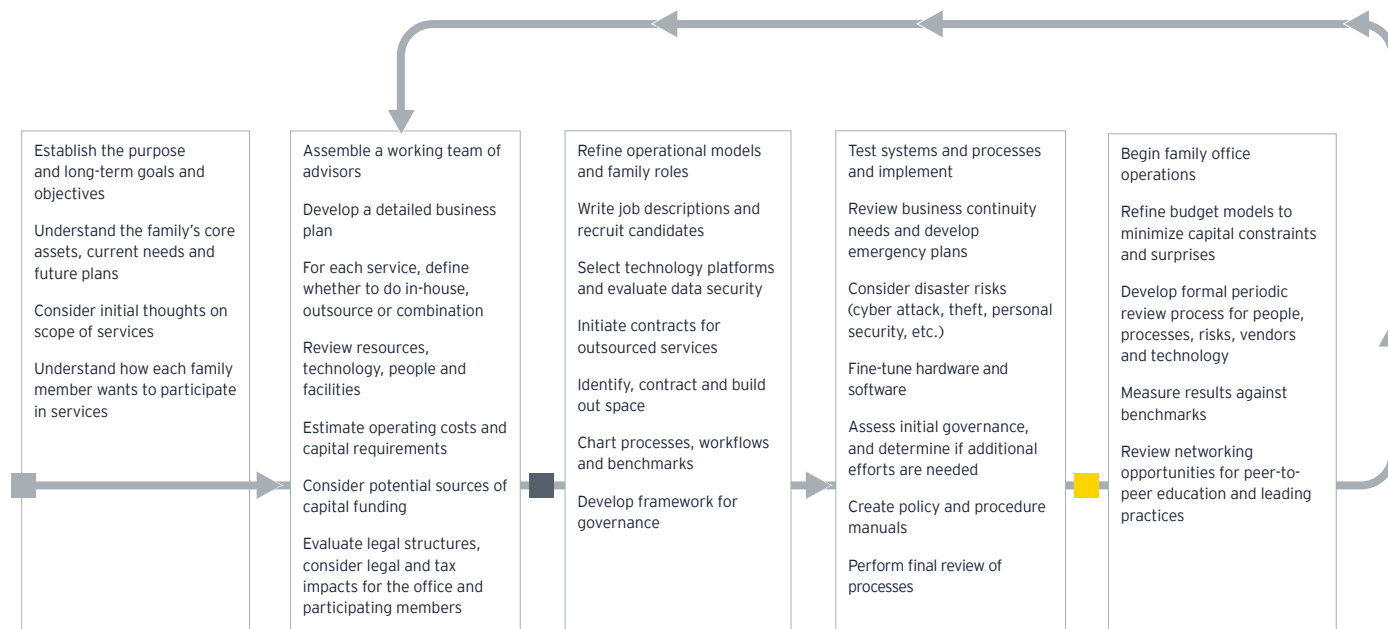 Establish the purpose
and long-term goals and
objectives
Understand the family's core
assets, current needs and
future plans
Consider initial thoughts on
scope of services
Understand how each family
member wants to participate
in services
Assemble a working team of
advisors
Develop a detailed business
plan
For each service, define
whether to do in-house,
outsource or combination
Review resources,
technology, people and
facilities
Estimate operating costs and
capital requirements
Consider potential sources of
capital funding
Evaluate legal structures,
consider legal and tax
impacts for the office and
participating members
Refine operational models
and family roles
Write job descriptions and
recruit candidates
Select technology platforms
and evaluate data security
Initiate contracts for
outsourced services
Identify, contract and build
out space
Chart processes, workflows
and benchmarks
Develop framework for
governance
Test systems and processes
and implement
Review business continuity
needs and develop
emergency plans
Consider disaster risks
(cyber attack, theft, personal
security, etc.)
Fine-tune hardware and
software
Assess initial governance,
and determine if additional
efforts are needed
Create policy and procedure
manuals
Perform final review of
processes
Begin family office
operations
Refine budget models to
minimize capital constraints
and surprises
Develop formal periodic
review process for people,
processes, risks, vendors
and technology
Measure results against
benchmarks
Review networking
opportunities for peer-to-
peer education and leading
practices